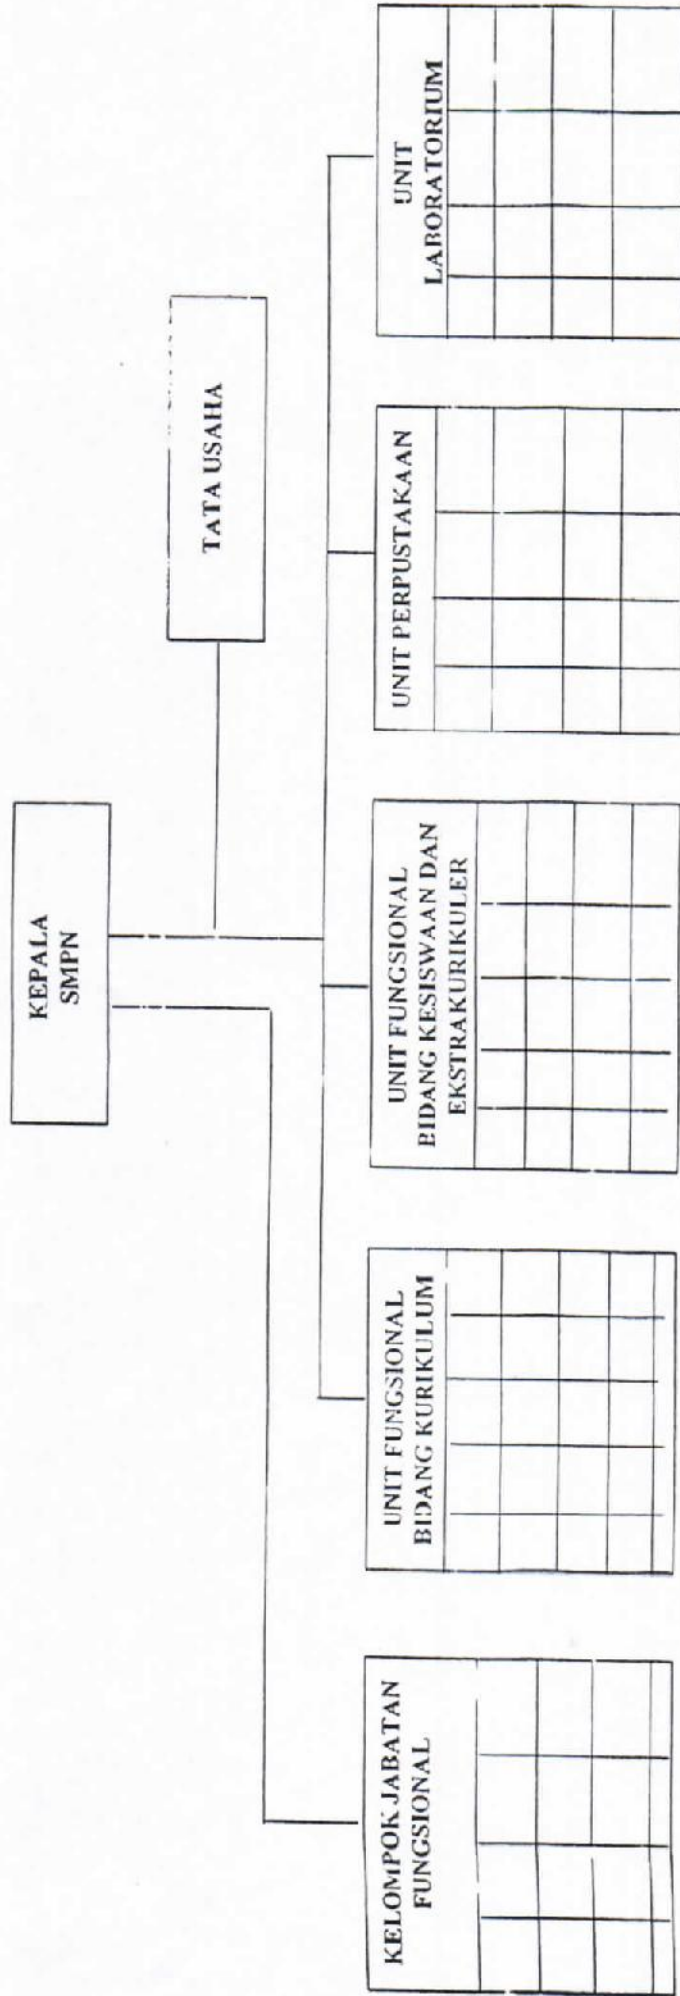 KEPALA
SMPN
TATA USAHA
KELOMPOK JABATAN
FUNGSIONAL
UNIT FUNGSIONAL
BIDANG KURIKULUM
UNIT FUNGSIONAL
BIDANG KESISWAAN DAN
EKSTRAKURIKULER
UNIT PERPUSTAKAAN
UNIT
LABORATORIUM